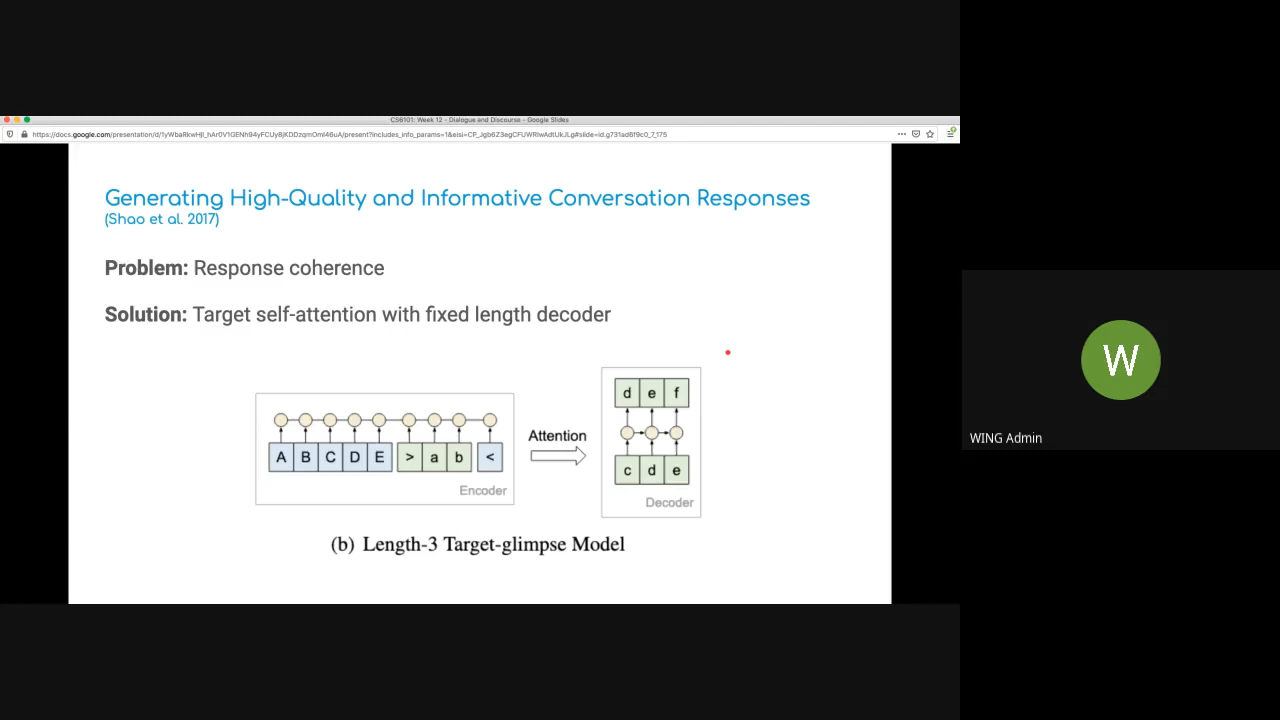 CS6101: Week 12 - Dialogue and Discourse - Google Slides
Generating High-Quality and Informative Conversation Responses
(Shao et al. 2017)
Problem: Response coherence
Solution: Target self-attention with fixed length decoder
A B C D E > a b <
Encoder
Attention
d e f
c d e
Decoder
(b) Length-3 Target-glimpse Model
W
WING Admin